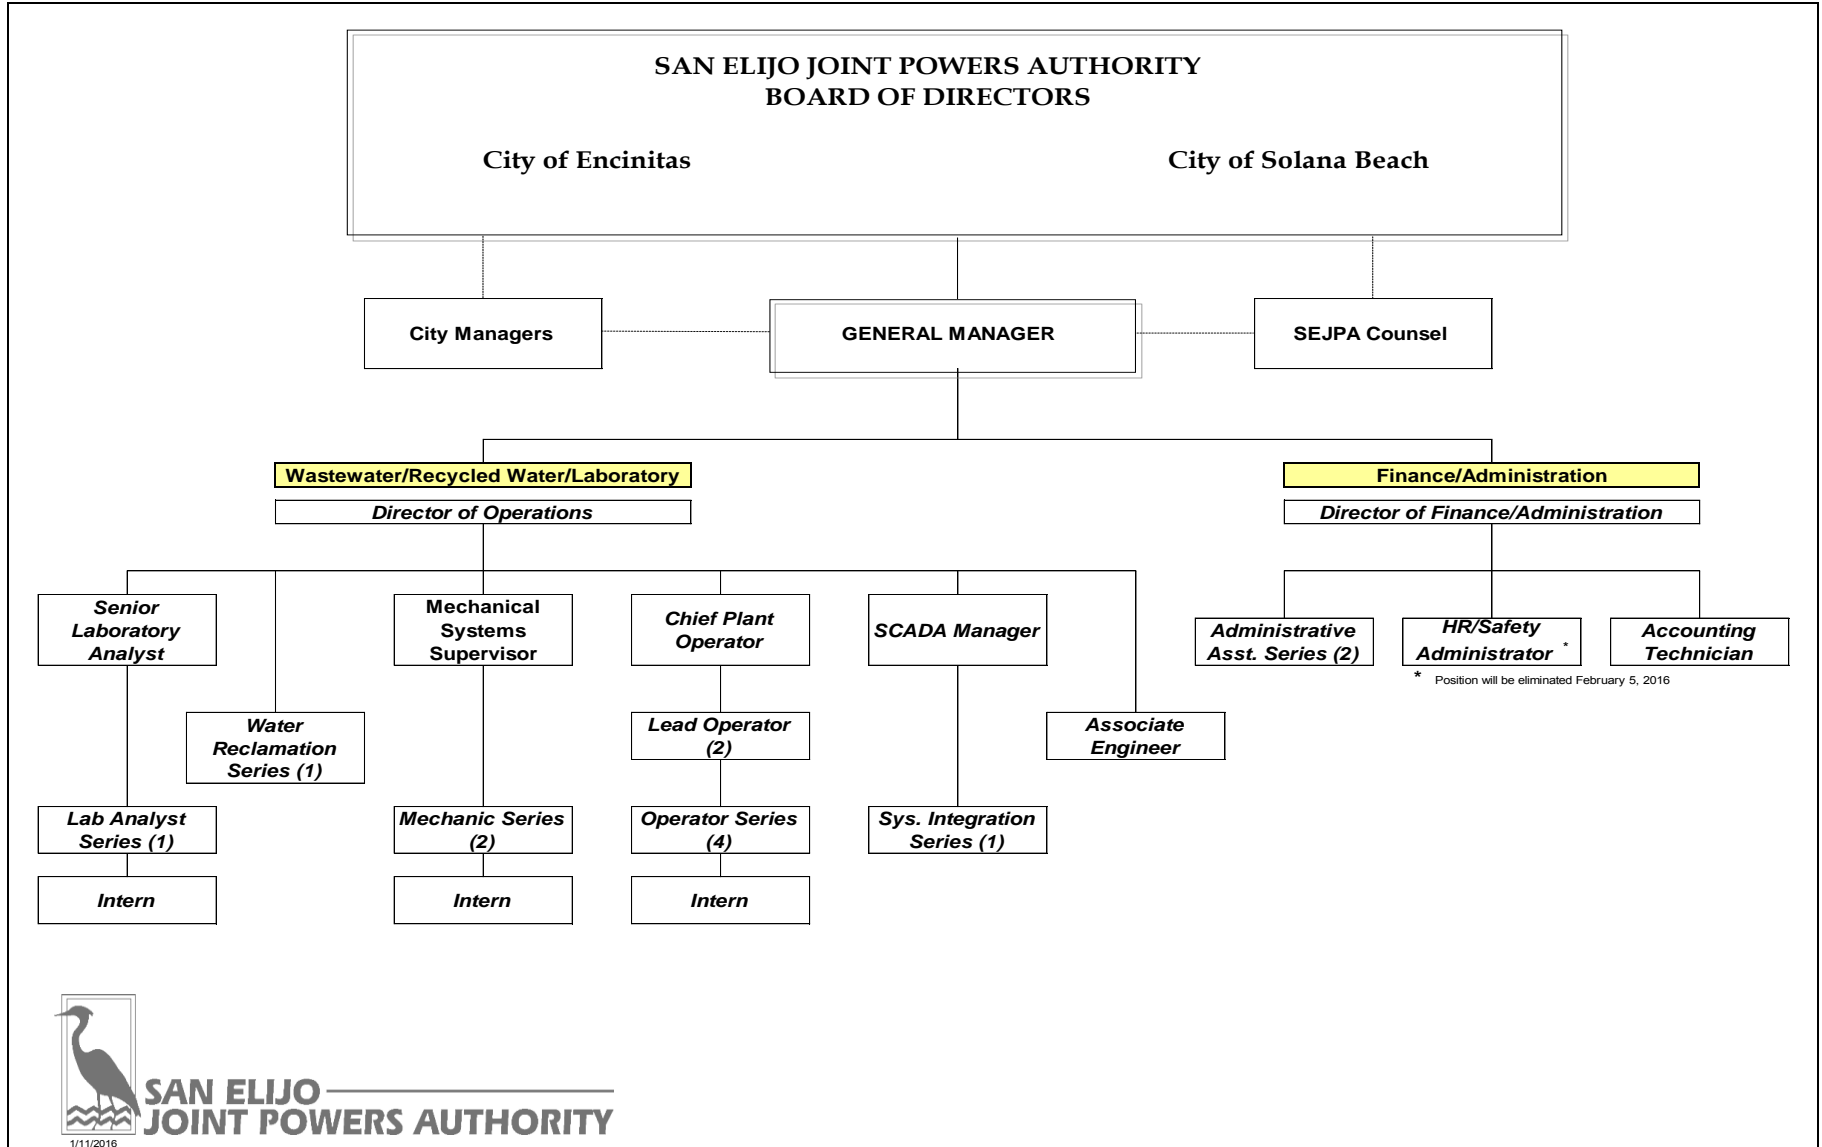 SAN ELIJO JOINT POWERS AUTHORITY
BOARD OF DIRECTORS
City of Encinitas
City of Solana Beach
City Managers
GENERAL MANAGER
SEJPA Counsel
Wastewater/Recycled Water/Laboratory
Finance/Administration
Director of Operations
Director of Finance/Administration
Senior
Laboratory
Analyst
Mechanical
Systems
Supervisor
Chief Plant
Operator
SCADA Manager
Administrative
Asst. Series (2)
HR/Safety
Administrator *
Accounting
Technician
* Position will be eliminated February 5, 2016
Water
Reclamation
Series (1)
Lead Operator
(2)
Associate
Engineer
Lab Analyst
Series (1)
Mechanic Series
(2)
Operator Series
(4)
Sys. Integration
Series (1)
Intern
Intern
Intern
SAN ELIJO
JOINT POWERS AUTHORITY
1/11/2016